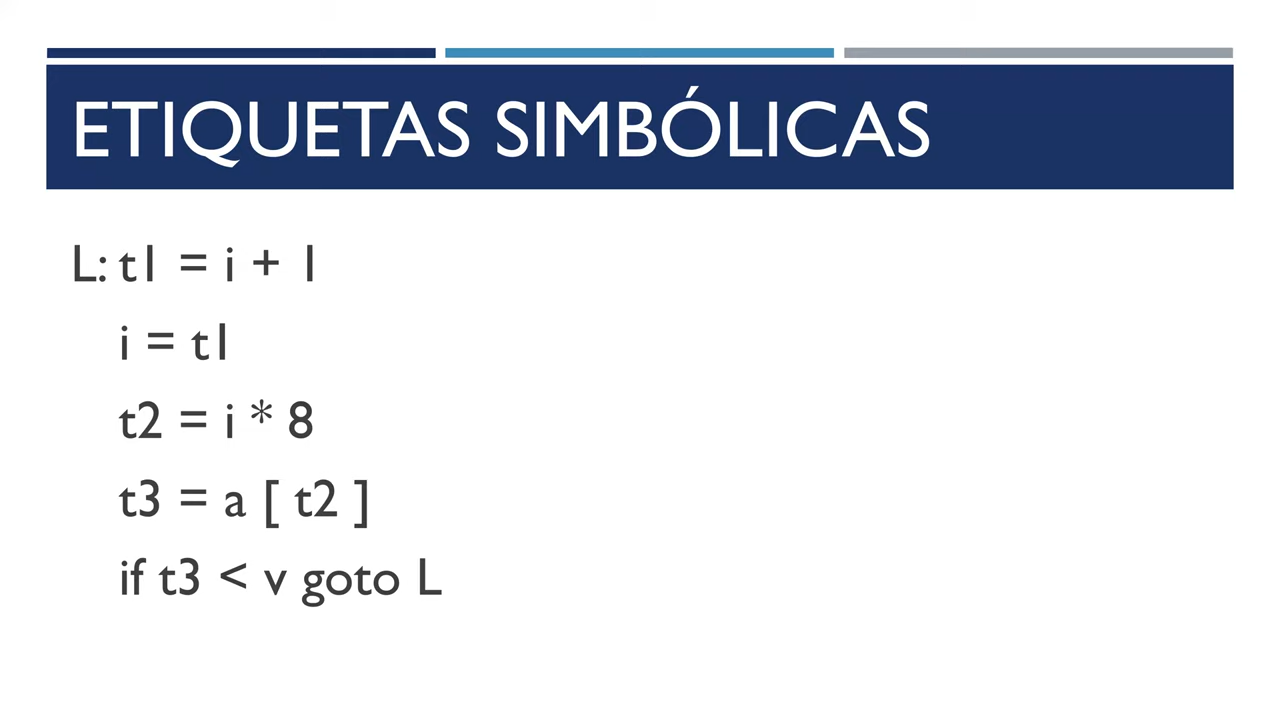 ETIQUETAS SIMBÓLICAS
L: t1 = i + 1
i = t1
t2 = i * 8
t3 = a [ t2 ]
if t3 < v goto L